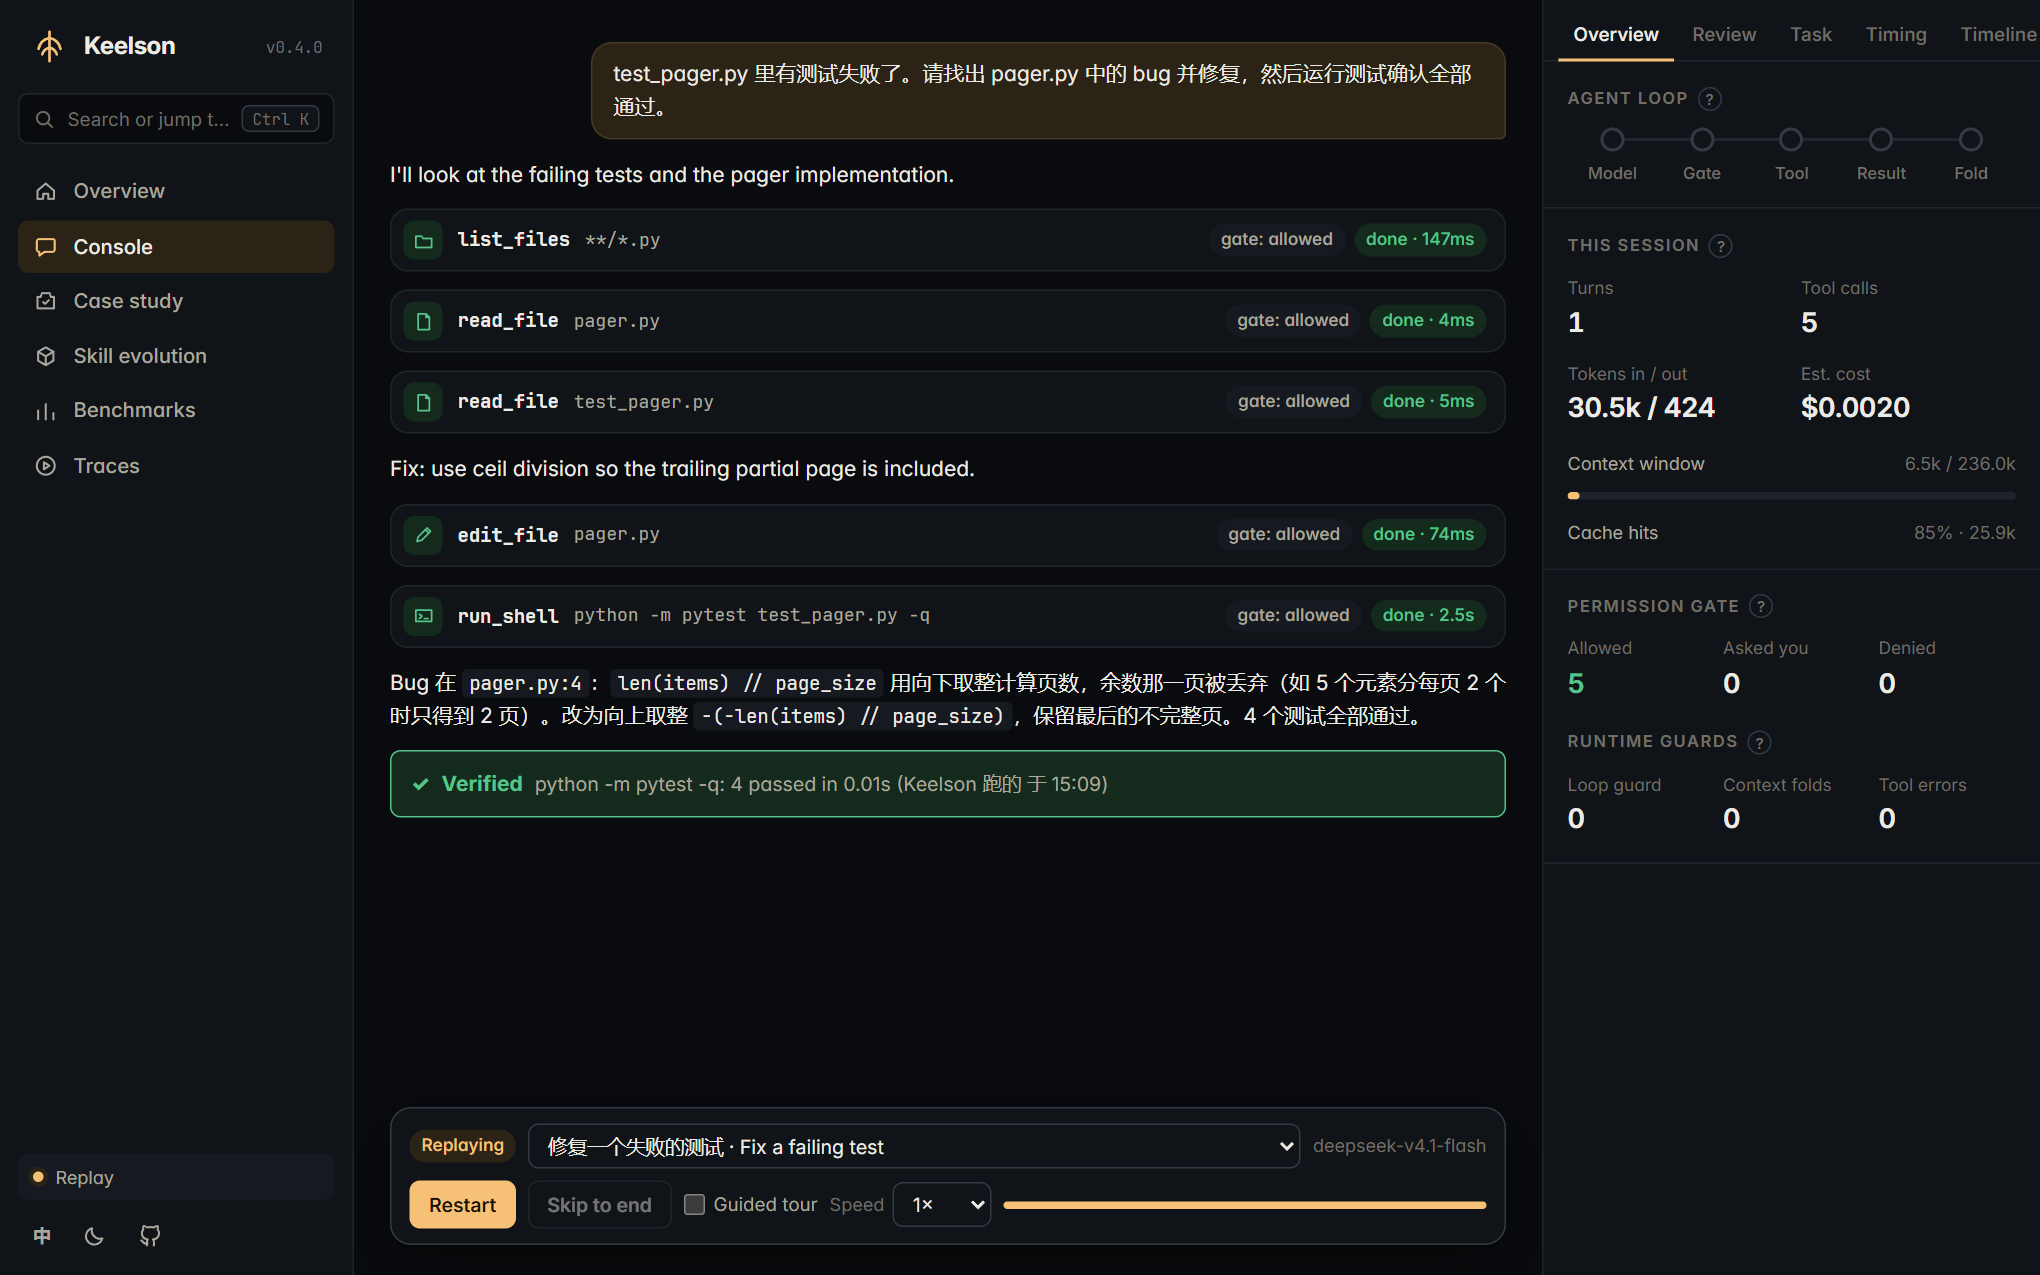 Keelson
v0.4.0
Search or jump t...
Ctrl K
Overview
Console
Case study
Skill evolution
Benchmarks
Traces
Replay
中
test_pager.py 里有测试失败了。请找出 pager.py 中的 bug 并修复，然后运行测试确认全部
通过。
I'll look at the failing tests and the pager implementation.
list_files **/*.py gate: allowed done · 147ms
read_file pager.py gate: allowed done · 4ms
read_file test_pager.py gate: allowed done · 5ms
Fix: use ceil division so the trailing partial page is included.
edit_file pager.py gate: allowed done · 74ms
run_shell python -m pytest test_pager.py -q gate: allowed done · 2.5s
Bug 在 pager.py:4 : len(items) // page_size 用向下取整计算页数，余数那一页被丢弃（如 5 个元素分每页 2 个
时只得到 2 页）。改为向上取整 -(-len(items) // page_size) ，保留最后的不完整页。4 个测试全部通过。
Verified python -m pytest -q: 4 passed in 0.01s (Keelson 跑的 于 15:09)
Replaying 修复一个失败的测试 · Fix a failing test deepseek-v4.1-flash
Restart Skip to end Guided tour Speed 1×
Overview Review Task Timing Timeline
AGENT LOOP ?
Model Gate Tool Result Fold
THIS SESSION ?
Turns Tool calls
1 5
Tokens in / out Est. cost
30.5k / 424 $0.0020
Context window 6.5k / 236.0k
Cache hits 85% · 25.9k
PERMISSION GATE ?
Allowed Asked you Denied
5 0 0
RUNTIME GUARDS ?
Loop guard Context folds Tool errors
0 0 0